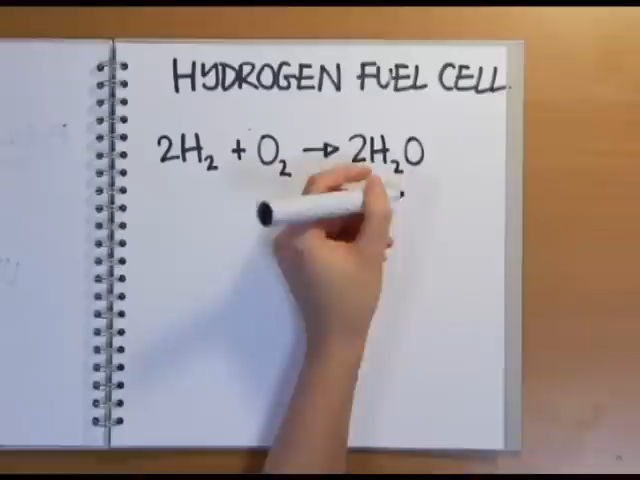 HYDROGEN FUEL CELL
2H₂ + O₂ → 2H₂O